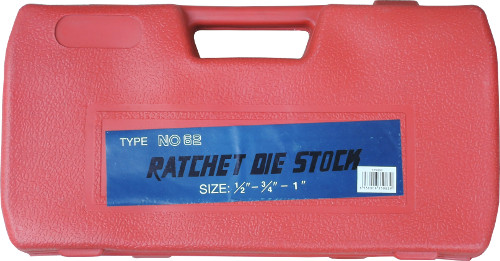 TYPE NO 62
RATCHET DIE STOCK
SIZE: 1/2" - 3/4" - 1"